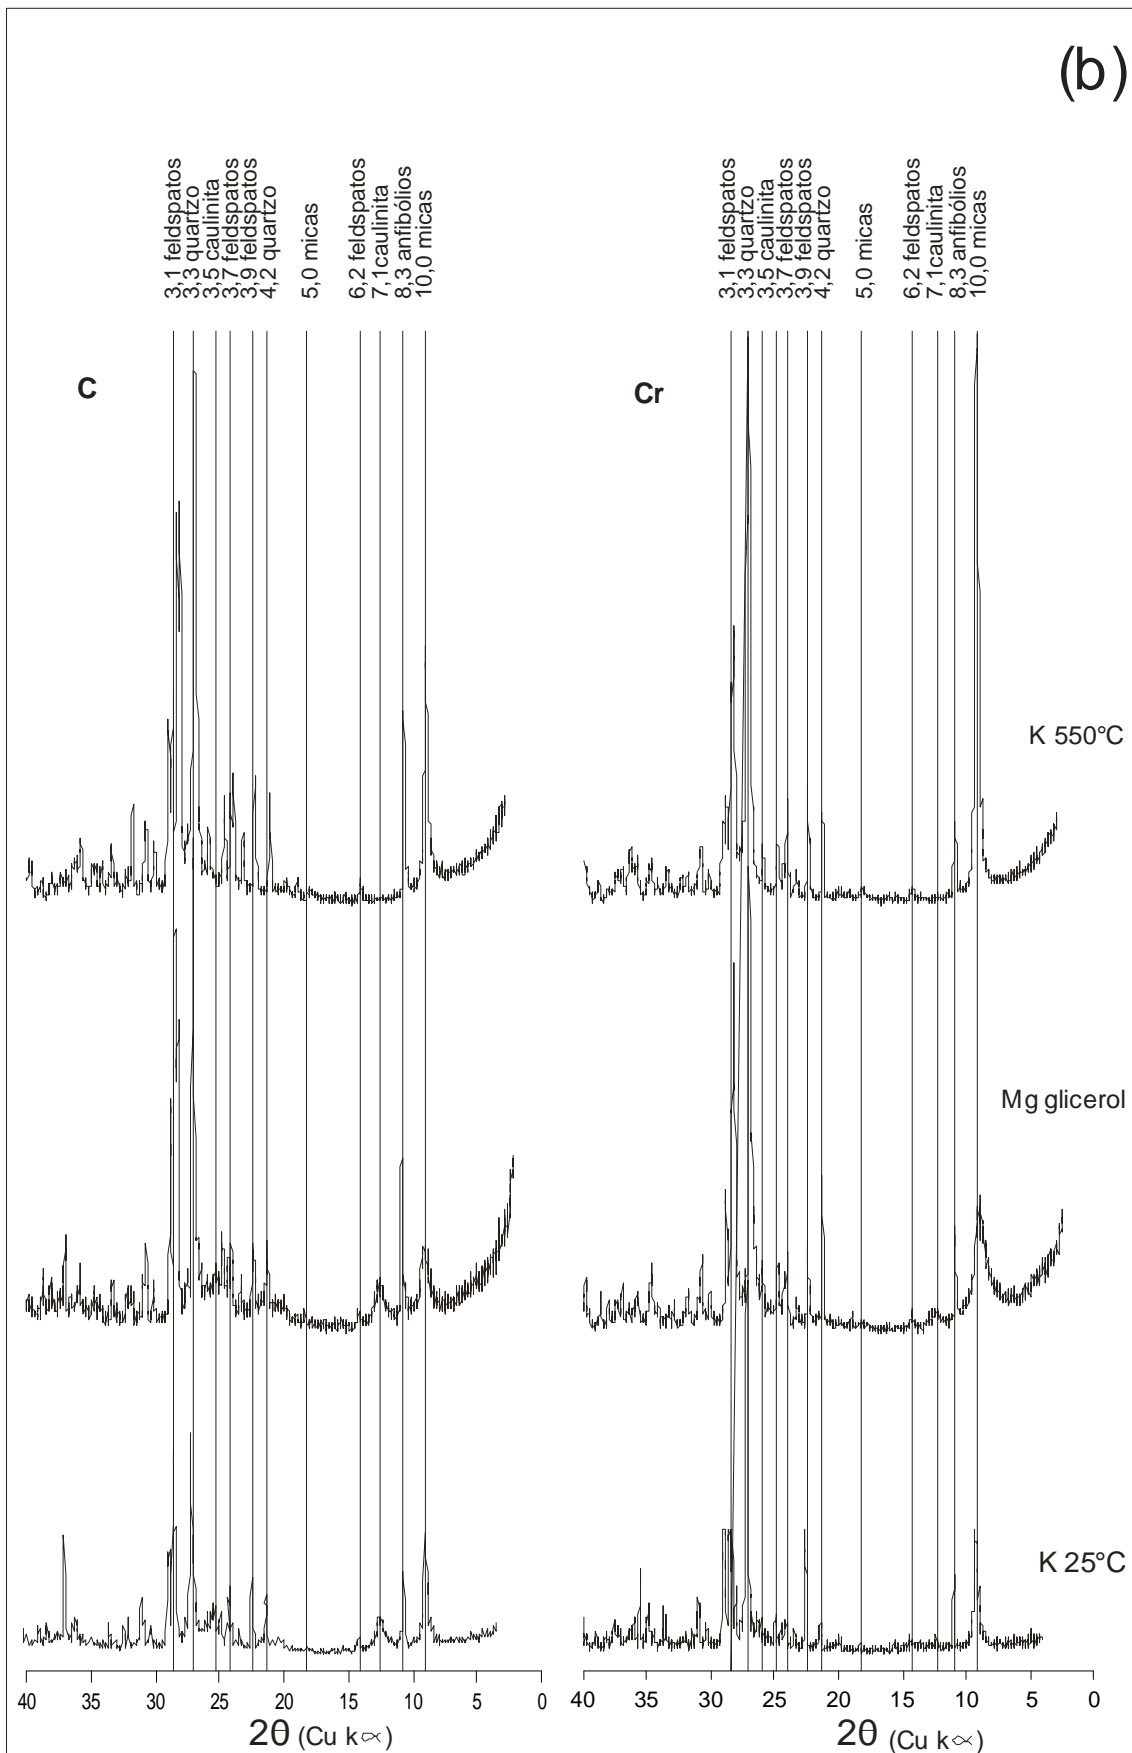 (b)
3,1 feldspatos
3,3 quartzo
3,5 caulinita
3,7 feldspatos
3,9 feldspatos
4,2 quartzo
5,0 micas
6,2 feldspatos
7,1caulinita
8,3 anfibólios
10,0 micas
3,1 feldspatos
3,3 quartzo
3,5 caulinita
3,7 feldspatos
3,9 feldspatos
4,2 quartzo
5,0 micas
6,2 feldspatos
7,1caulinita
8,3 anfibólios
10,0 micas
C
Cr
K 550°C
Mg glicerol
K 25°C
40 35 30 25 20 15 10 5 0
40 35 30 25 20 15 10 5 0
2θ (Cu k∝)
2θ (Cu k∝)